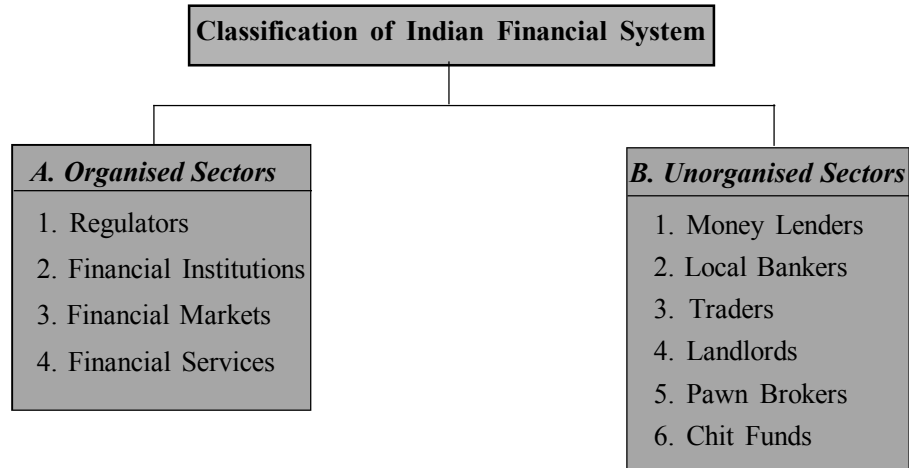 Classification of Indian Financial System
A. Organised Sectors
1. Regulators
2. Financial Institutions
3. Financial Markets
4. Financial Services
B. Unorganised Sectors
1. Money Lenders
2. Local Bankers
3. Traders
4. Landlords
5. Pawn Brokers
6. Chit Funds